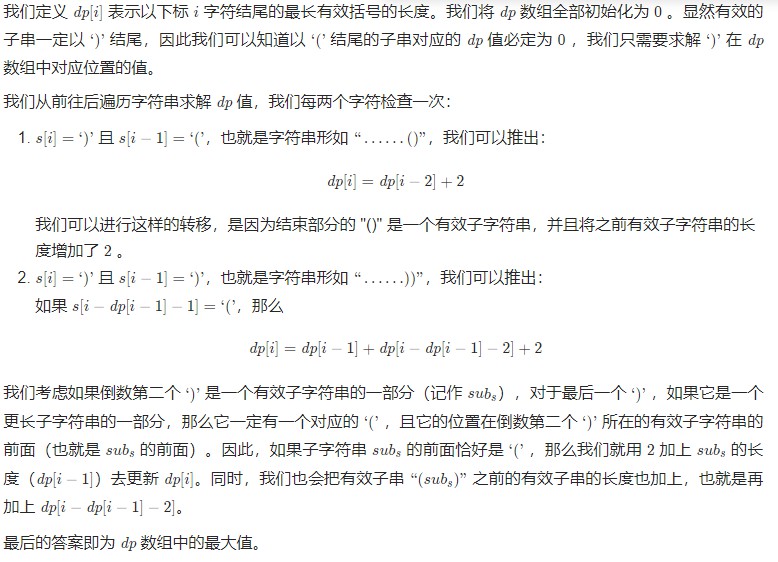 我们定义 dp[i] 表示以下标 i 字符结尾的最长有效括号的长度。我们将 dp 数组全部初始化为 0 。显然有效的
子串一定以 ‘)’ 结尾，因此我们可以知道以 ‘(’ 结尾的子串对应的 dp 值必定为 0 ，我们只需要求解 ‘)’ 在 dp
数组中对应位置的值。
我们从前往后遍历字符串求解 dp 值，我们每两个字符检查一次：
1. s[i] = ‘)’ 且 s[i − 1] = ‘(’，也就是字符串形如 “……()”，我们可以推出：
dp[i] = dp[i − 2] + 2
我们可以进行这样的转移，是因为结束部分的 "()" 是一个有效子字符串，并且将之前有效子字符串的长
度增加了 2 。
2. s[i] = ‘)’ 且 s[i − 1] = ‘)’，也就是字符串形如 “……))”，我们可以推出：
如果 s[i − dp[i − 1] − 1] = ‘(’，那么
dp[i] = dp[i − 1] + dp[i − dp[i − 1] − 2] + 2
我们考虑如果倒数第二个 ‘)’ 是一个有效子字符串的一部分（记作 subₛ），对于最后一个 ‘)’ ，如果它是一个
更长子字符串的一部分，那么它一定有一个对应的 ‘(’ ，且它的位置在倒数第二个 ‘)’ 所在的有效子字符串的
前面（也就是 subₛ 的前面）。因此，如果子字符串 subₛ 的前面恰好是 ‘(’ ，那么我们就用 2 加上 subₛ 的长
度（dp[i − 1]）去更新 dp[i]。同时，我们也会把有效子串 “(subₛ)” 之前的有效子串的长度也加上，也就是再
加上 dp[i − dp[i − 1] − 2]。
最后的答案即为 dp 数组中的最大值。